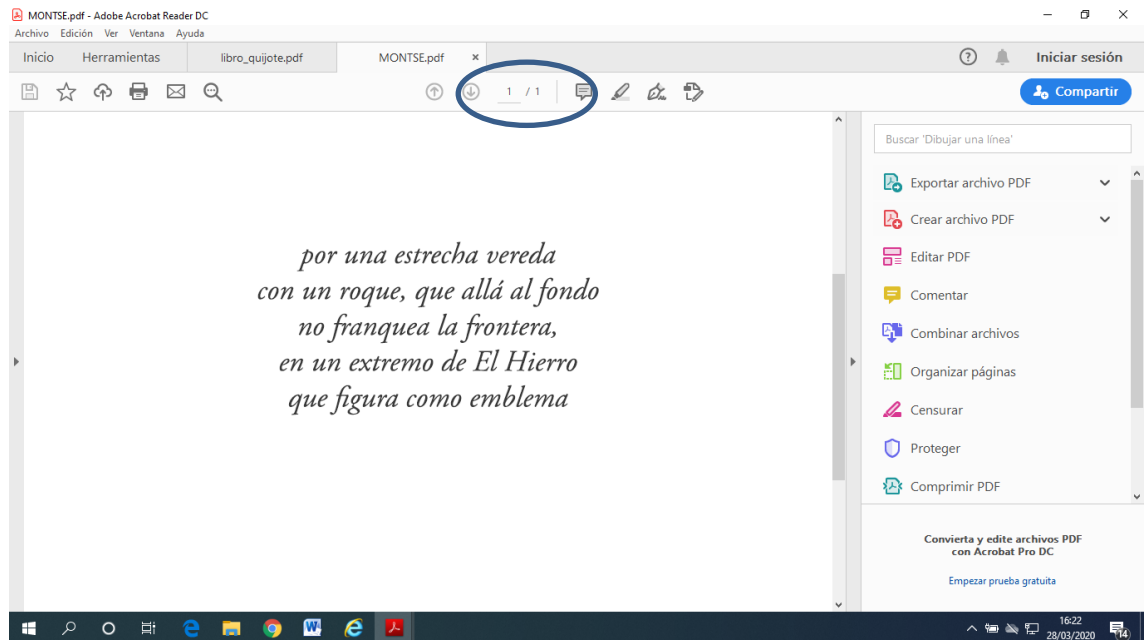 MONTSE.pdf - Adobe Acrobat Reader DC
Archivo Edición Ver Ventana Ayuda
Inicio Herramientas libro_quijote.pdf MONTSE.pdf × Iniciar sesión
1 / 1 Compartir
Buscar 'Dibujar una línea'
Exportar archivo PDF
Crear archivo PDF
Editar PDF
Comentar
Combinar archivos
Organizar páginas
Censurar
Proteger
Comprimir PDF
Convierta y edite archivos PDF
con Acrobat Pro DC
Empezar prueba gratuita
por una estrecha vereda
con un roque, que allá al fondo
no franquea la frontera,
en un extremo de El Hierro
que figura como emblema
16:22
28/03/2020
14